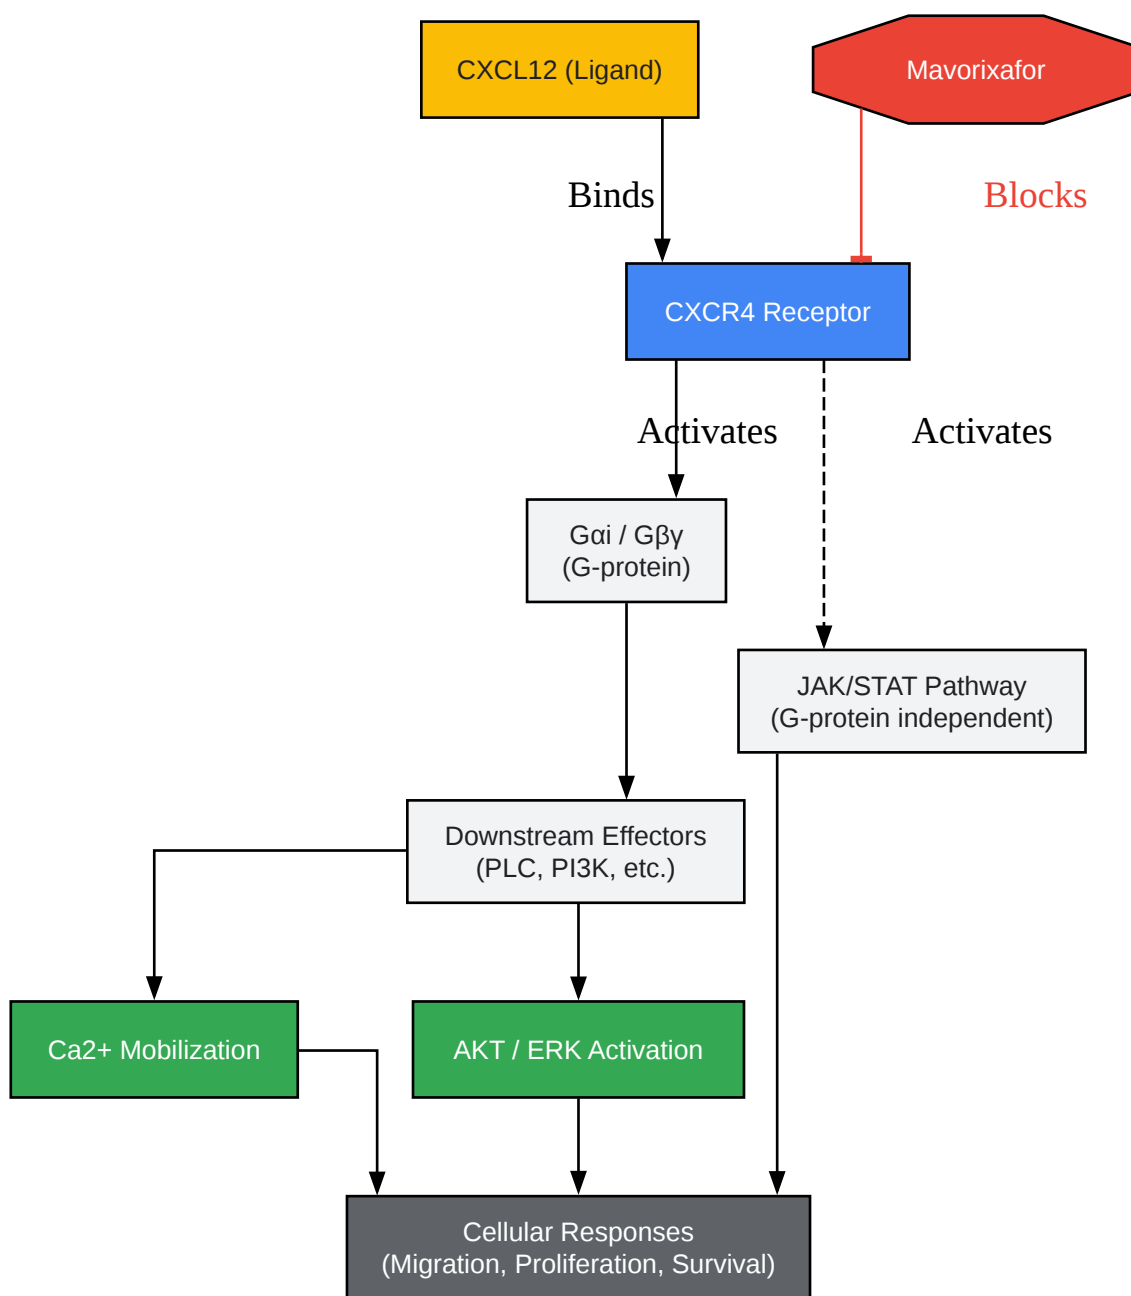 CXCL12 (Ligand)
Mavorixafor
Binds
Blocks
CXCR4 Receptor
Activates
Activates
Gαi / Gβγ
(G-protein)
JAK/STAT Pathway
(G-protein independent)
Downstream Effectors
(PLC, PI3K, etc.)
Ca2+ Mobilization
AKT / ERK Activation
Cellular Responses
(Migration, Proliferation, Survival)